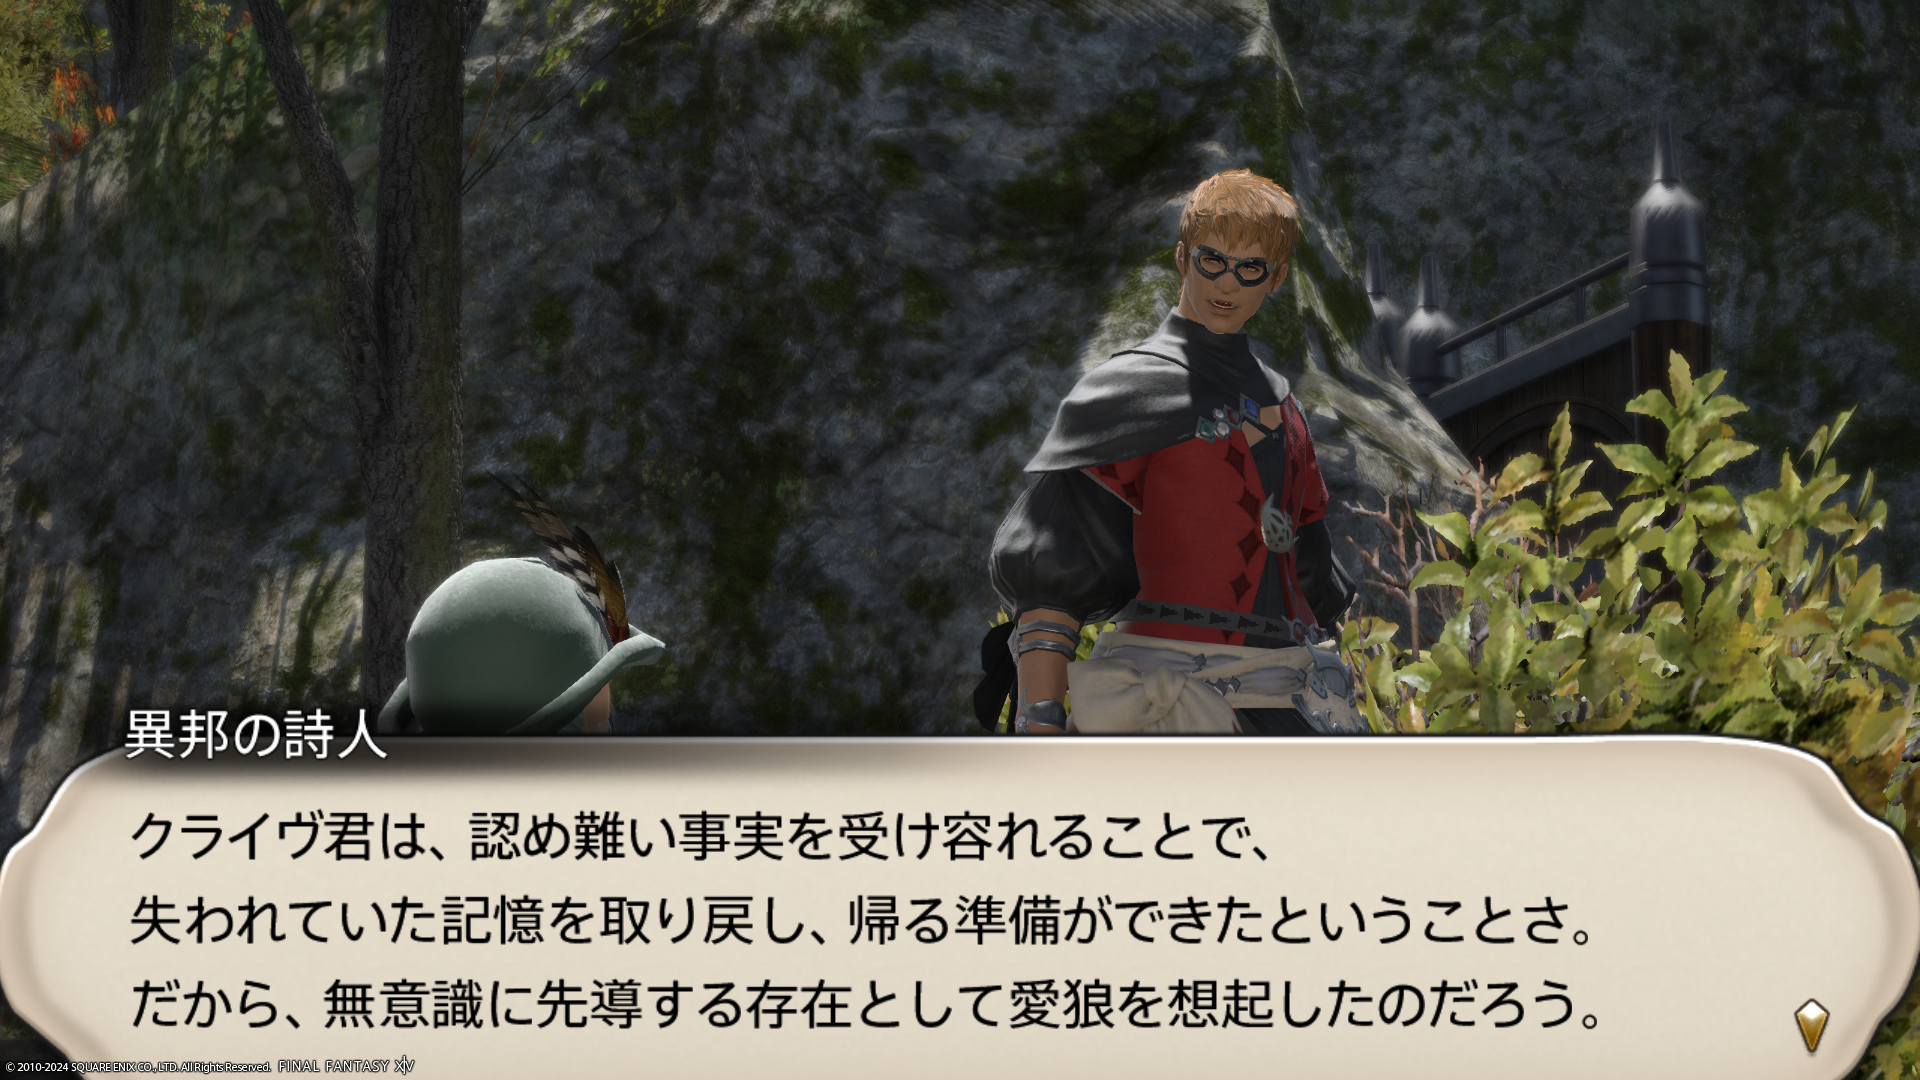 異邦の詩人
クライヴ君は、認め難い事実を受け容れることで、
失われていた記憶を取り戻し、帰る準備ができたということさ。
だから、無意識に先導する存在として愛狼を想起したのだろう。
© 2010-2024 SQUARE ENIX CO., LTD. All Rights Reserved. FINAL FANTASY XIV